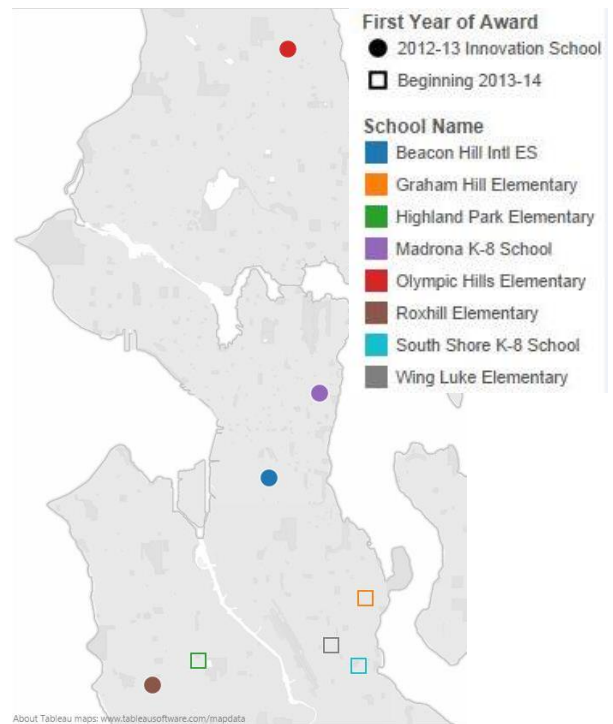 First Year of Award
2012-13 Innovation School
Beginning 2013-14
School Name
Beacon Hill Intl ES
Graham Hill Elementary
Highland Park Elementary
Madrona K-8 School
Olympic Hills Elementary
Roxhill Elementary
South Shore K-8 School
Wing Luke Elementary
About Tableau maps: www.tableausoftware.com/mapdata